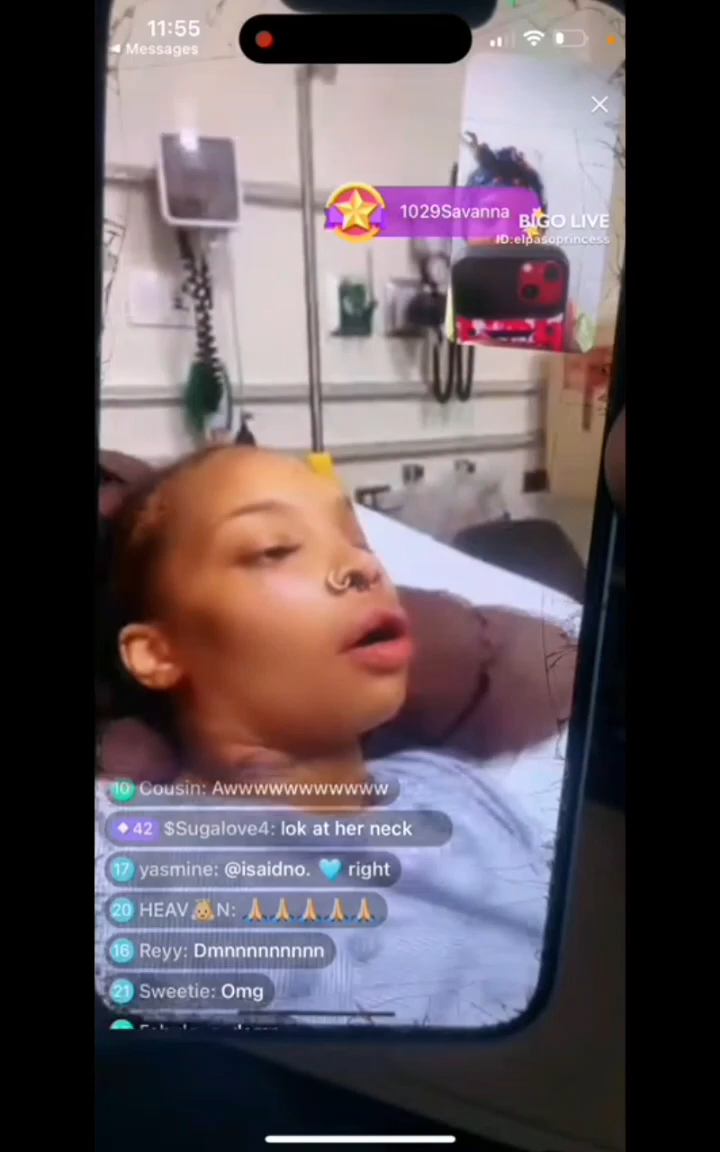 11:55
◀ Messages
1029Savanna
BIGO LIVE
ID:elpasoprincess
10 Cousin: Awwwwwwwwwww
42 $Sugalove4: lok at her neck
17 yasmine: @isaidno. 🩵 right
20 HEAV👸🏼N: 🙏🙏🙏🙏🙏
16 Reyy: Dmnnnnnnnnn
21 Sweetie: Omg